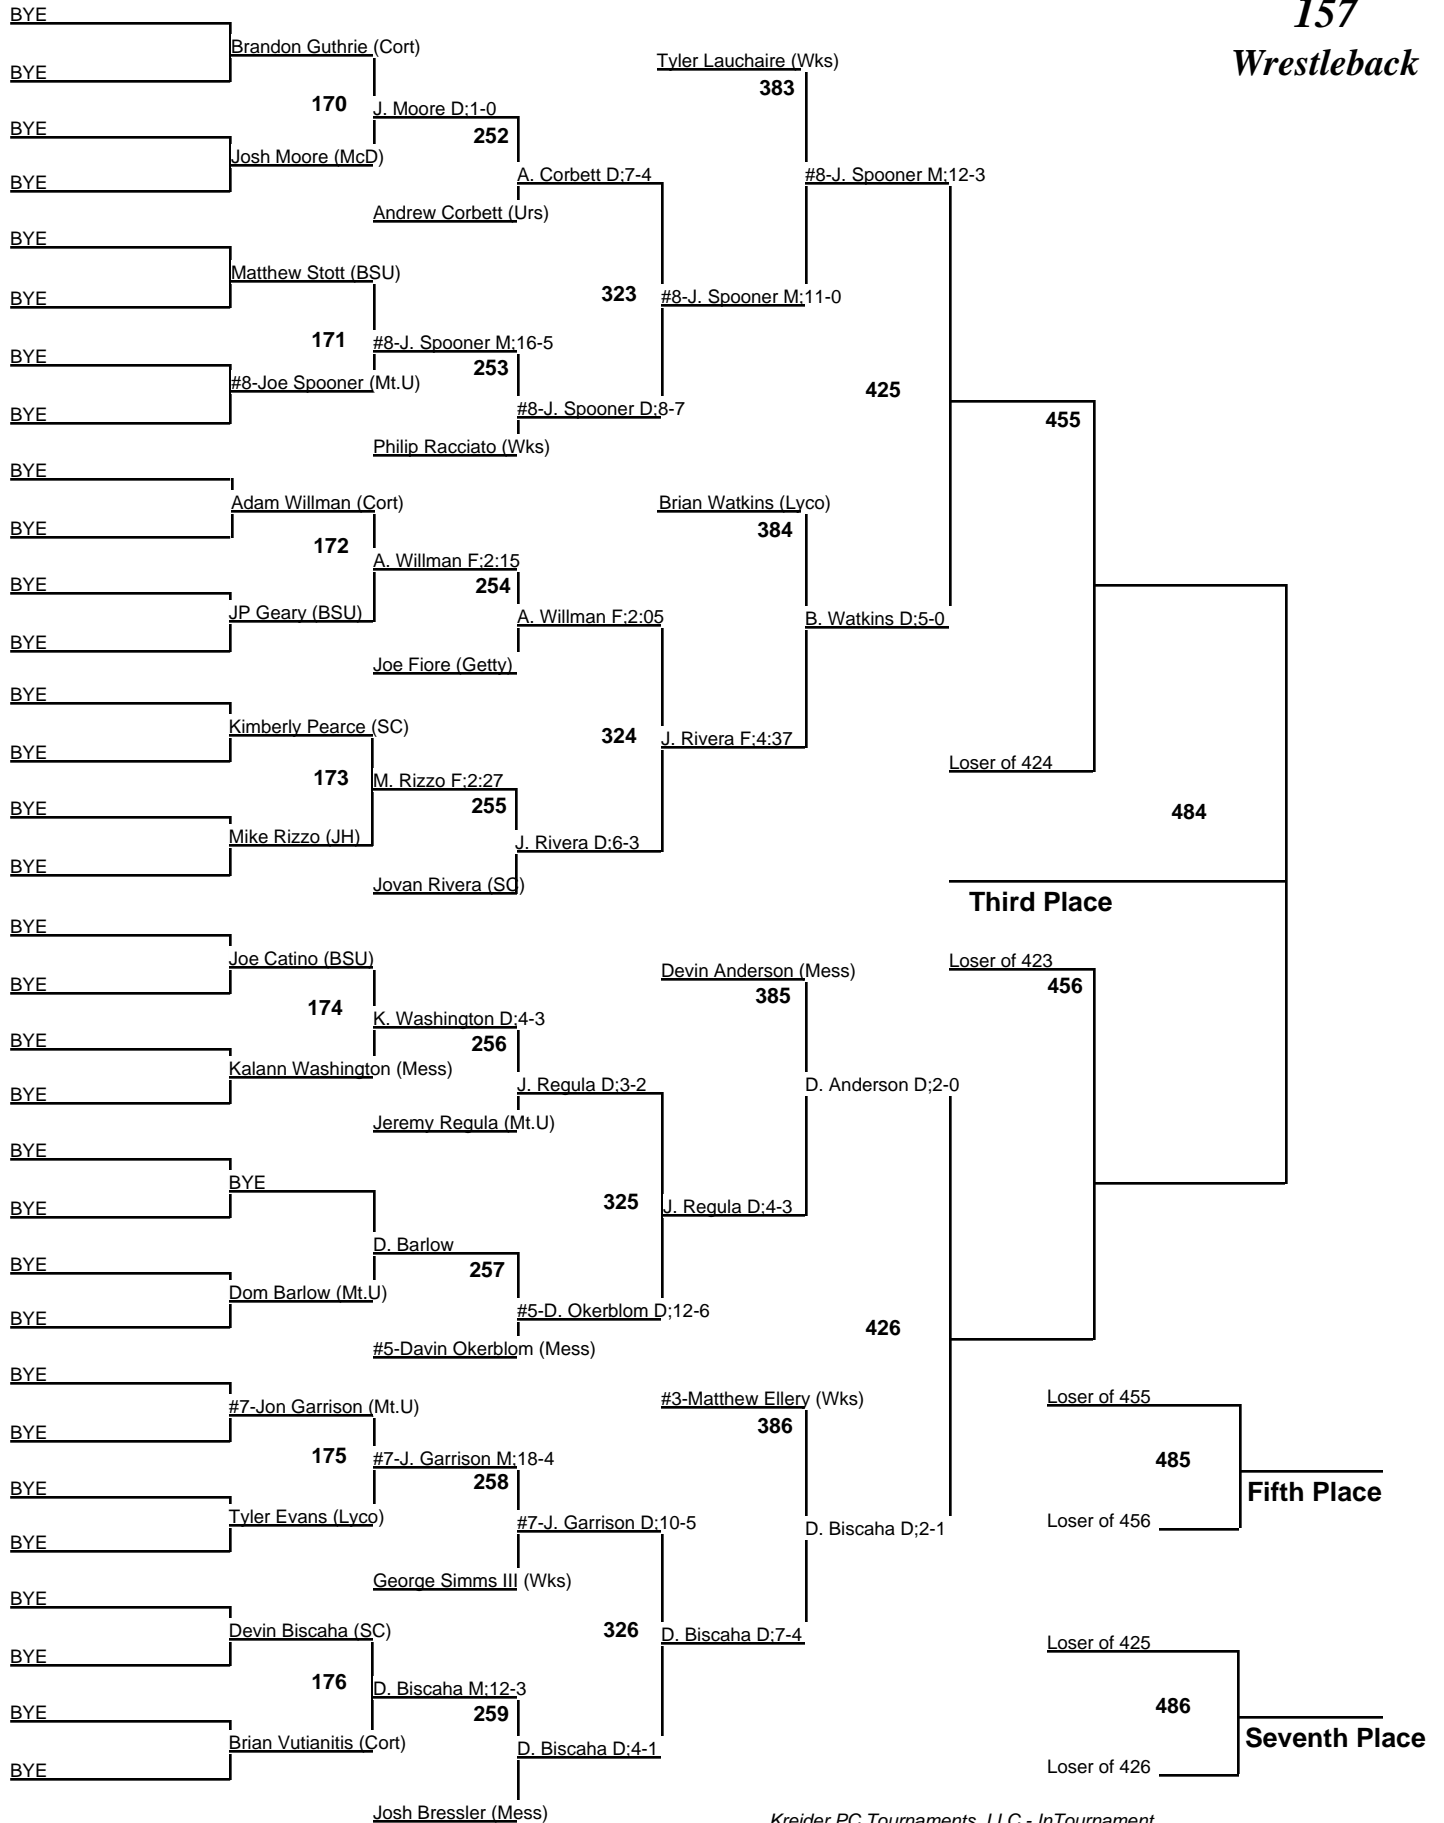 157
Wrestleback
BYE
Brandon Guthrie (Cort)
BYE
170
J. Moore D;1-0
BYE
Josh Moore (McD)
BYE
252
A. Corbett D;7-4
Andrew Corbett (Urs)
BYE
Matthew Stott (BSU)
BYE
171
#8-J. Spooner M;16-5
BYE
#8-Joe Spooner (Mt.U)
BYE
253
#8-J. Spooner D;8-7
Philip Racciato (Wks)
323
#8-J. Spooner M;11-0
Tyler Lauchaire (Wks)
383
#8-J. Spooner M;12-3
BYE
Adam Willman (Cort)
BYE
172
A. Willman F;2:15
BYE
JP Geary (BSU)
BYE
254
A. Willman F;2:05
Joe Fiore (Getty)
BYE
Kimberly Pearce (SC)
BYE
173
M. Rizzo F;2:27
BYE
Mike Rizzo (JH)
BYE
255
J. Rivera D;6-3
Jovan Rivera (SC)
324
J. Rivera F;4:37
Brian Watkins (Lyco)
384
B. Watkins D;5-0
425
455
Loser of 424
484
Third Place
BYE
Joe Catino (BSU)
BYE
174
K. Washington D;4-3
BYE
Kalann Washington (Mess)
BYE
256
J. Regula D;3-2
Jeremy Regula (Mt.U)
BYE
BYE
BYE
D. Barlow
BYE
Dom Barlow (Mt.U)
BYE
257
#5-D. Okerblom D;12-6
#5-Davin Okerblom (Mess)
325
J. Regula D;4-3
Devin Anderson (Mess)
385
D. Anderson D;2-0
Loser of 423
456
426
BYE
#7-Jon Garrison (Mt.U)
BYE
175
#7-J. Garrison M;18-4
BYE
Tyler Evans (Lyco)
BYE
258
#7-J. Garrison D;10-5
George Simms III (Wks)
BYE
Devin Biscaha (SC)
BYE
176
D. Biscaha M;12-3
BYE
Brian Vutianitis (Cort)
BYE
259
D. Biscaha D;4-1
Josh Bressler (Mess)
326
D. Biscaha D;7-4
#3-Matthew Ellery (Wks)
386
D. Biscaha D;2-1
Loser of 455
485
Fifth Place
Loser of 456
Loser of 425
486
Seventh Place
Loser of 426
Kreider PC Tournaments, LLC - InTournament